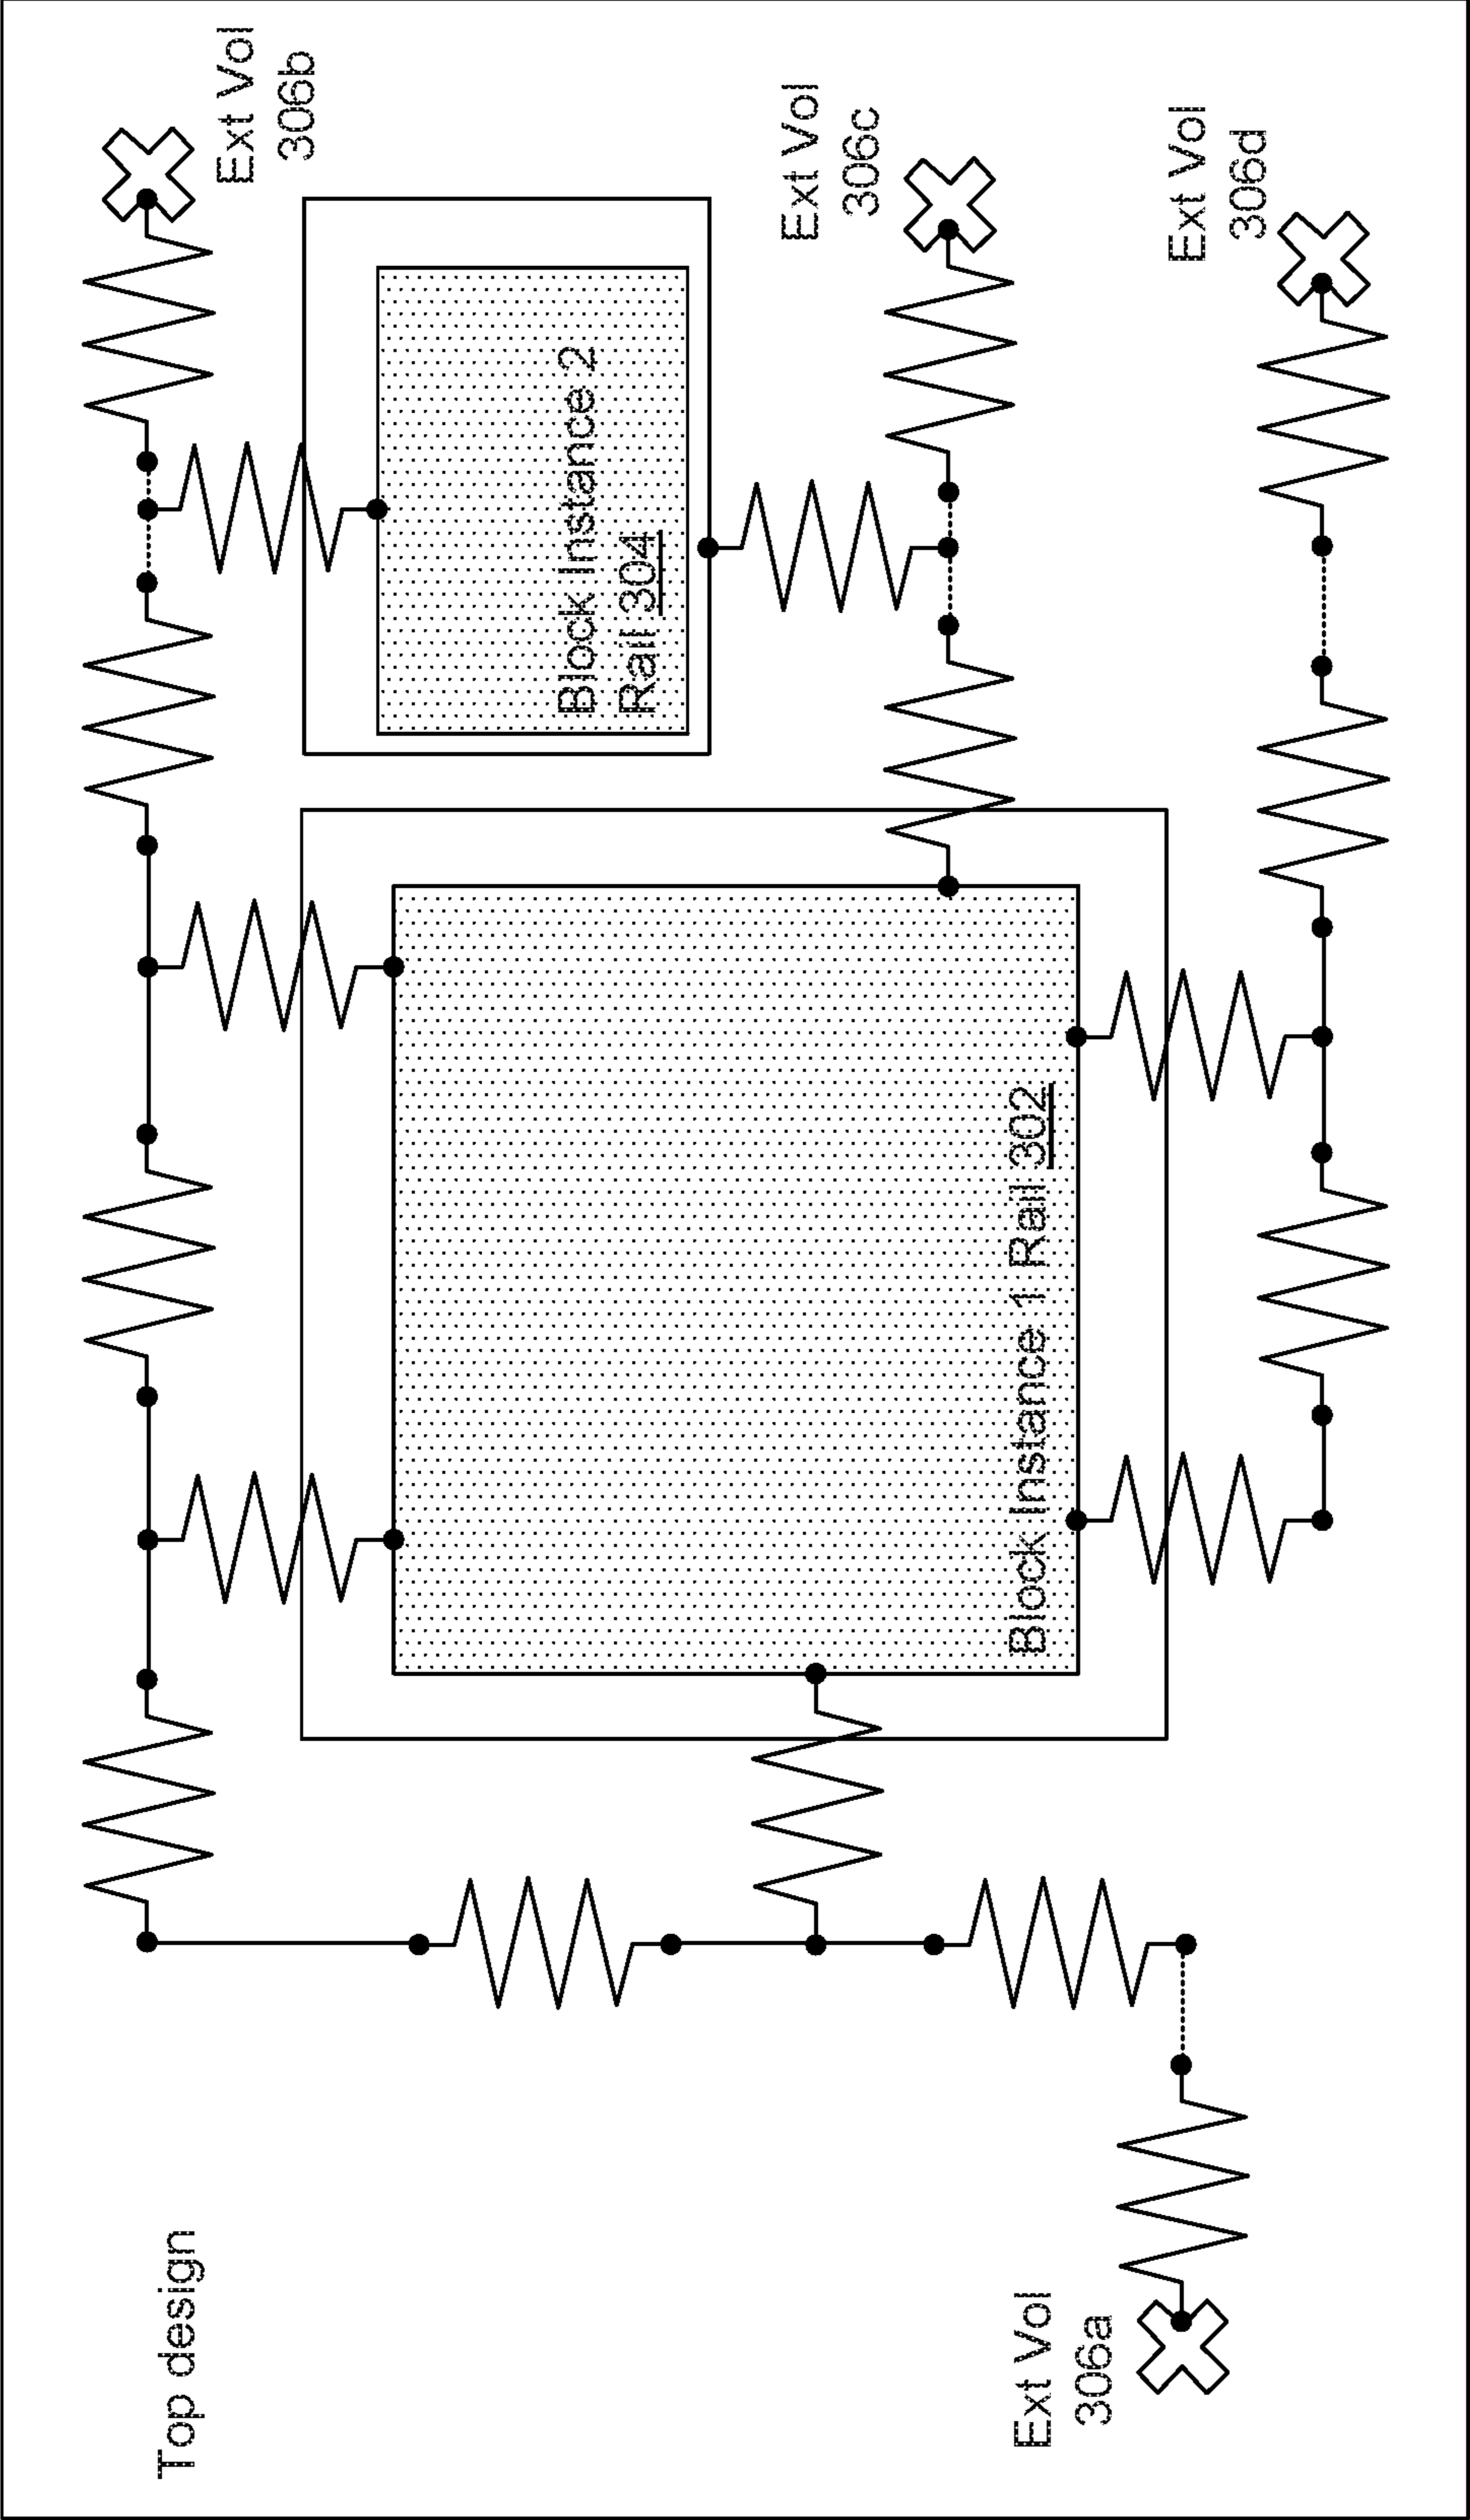 Top design
Ext Vol
306b
Block Instance 2
Rail 304
Ext Vol
306c
Block Instance 1 Rail 302
Ext Vol
306a
Ext Vol
306d